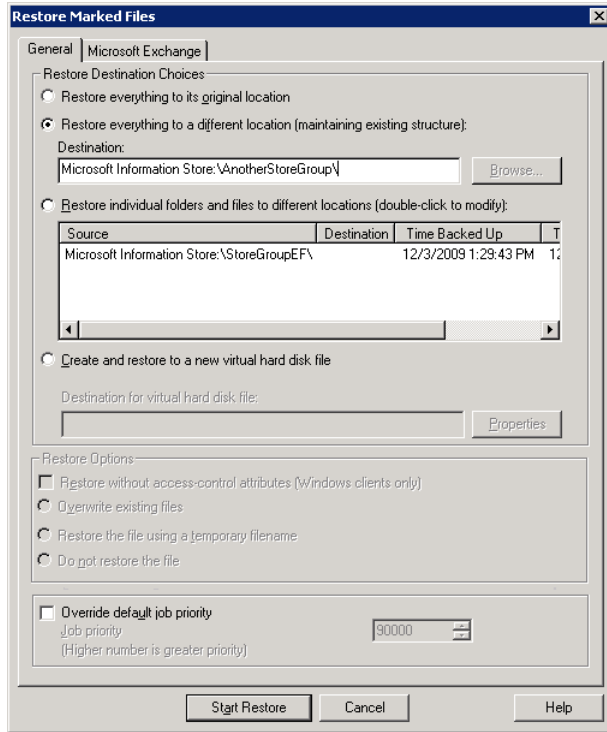 Restore Marked Files
General Microsoft Exchange
Restore Destination Choices
Restore everything to its original location
Restore everything to a different location (maintaining existing structure):
Destination:
Microsoft Information Store:\AnotherStoreGroup\
Browse...
Restore individual folders and files to different locations (double-click to modify):
Source Destination Time Backed Up T
Microsoft Information Store:\StoreGroupEF\ 12/3/2009 1:29:43 PM 12
Create and restore to a new virtual hard disk file
Destination for virtual hard disk file:
Properties
Restore Options
Restore without access-control attributes (Windows clients only)
Overwrite existing files
Restore the file using a temporary filename
Do not restore the file
Override default job priority
Job priority 90000
(Higher number is greater priority)
Start Restore Cancel Help